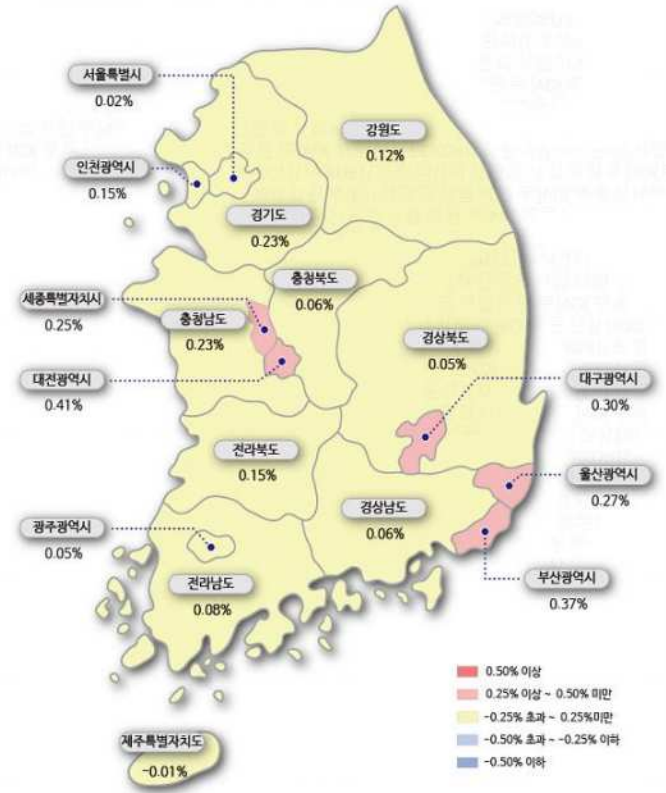 서울특별시
0.02%
강원도
0.12%
인천광역시
0.15%
경기도
0.23%
충청북도
0.06%
세종특별자치시
0.25%
충청남도
0.23%
경상북도
0.05%
대전광역시
0.41%
대구광역시
0.30%
전라북도
0.15%
울산광역시
0.27%
경상남도
0.06%
광주광역시
0.05%
전라남도
0.08%
부산광역시
0.37%
제주특별자치도
-0.01%
0.50% 이상
0.25% 이상 ~ 0.50% 미만
-0.25% 초과 ~ 0.25%미만
-0.50% 초과 ~ -0.25% 이하
-0.50% 이하